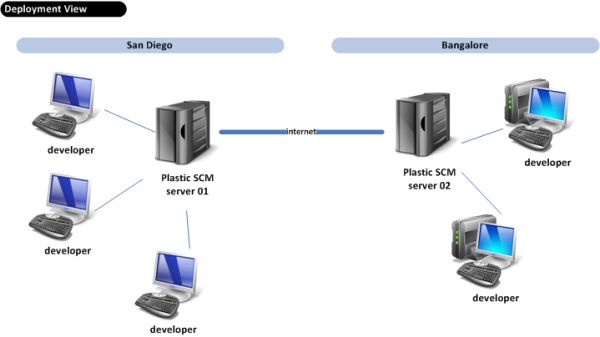 Deployment View
San Diego
Bangalore
developer
Plastic SCM
server 01
internet
Plastic SCM
server 02
developer
developer
developer
developer